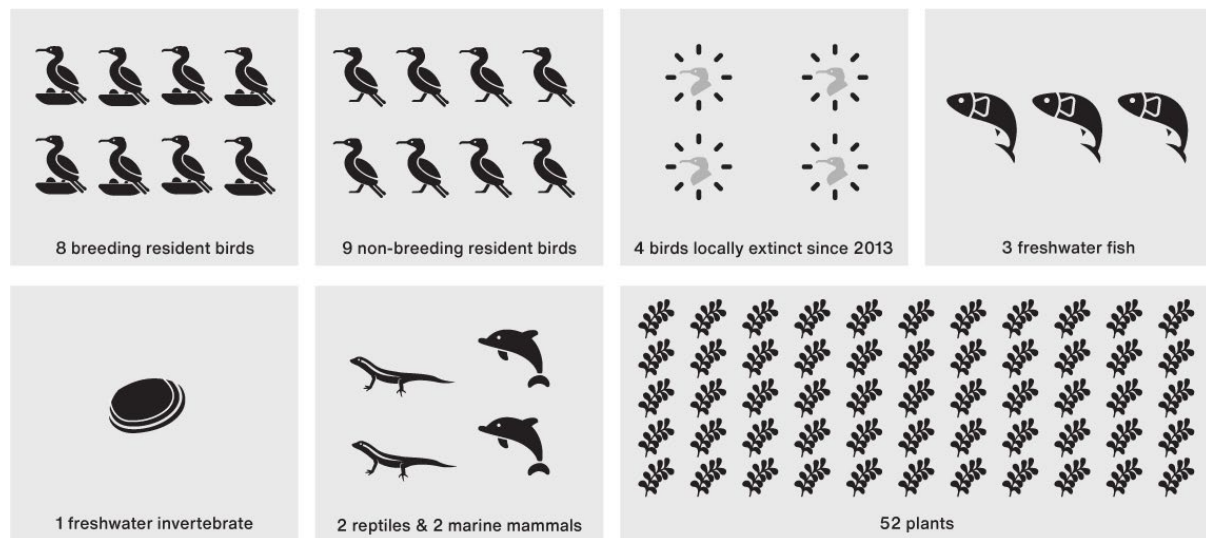 8 breeding resident birds
9 non-breeding resident birds
4 birds locally extinct since 2013
3 freshwater fish
1 freshwater invertebrate
2 reptiles & 2 marine mammals
52 plants